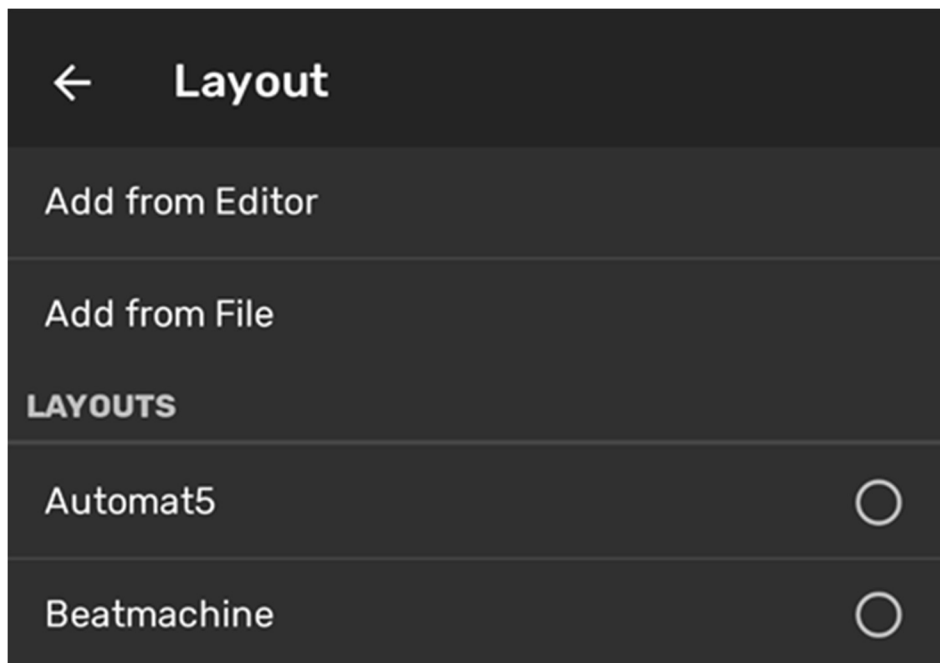 Layout
Add from Editor
Add from File
LAYOUTS
Automat5
Beatmachine